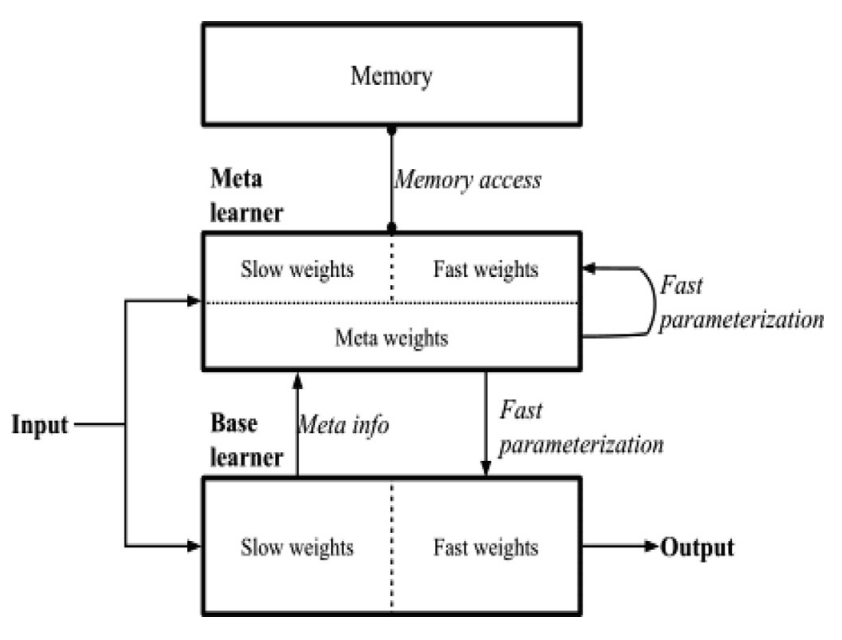 Memory
Memory access
Meta
learner
Slow weights
Fast weights
Fast
parameterization
Meta weights
Input
Base
learner
Meta info
Fast
parameterization
Slow weights
Fast weights
Output